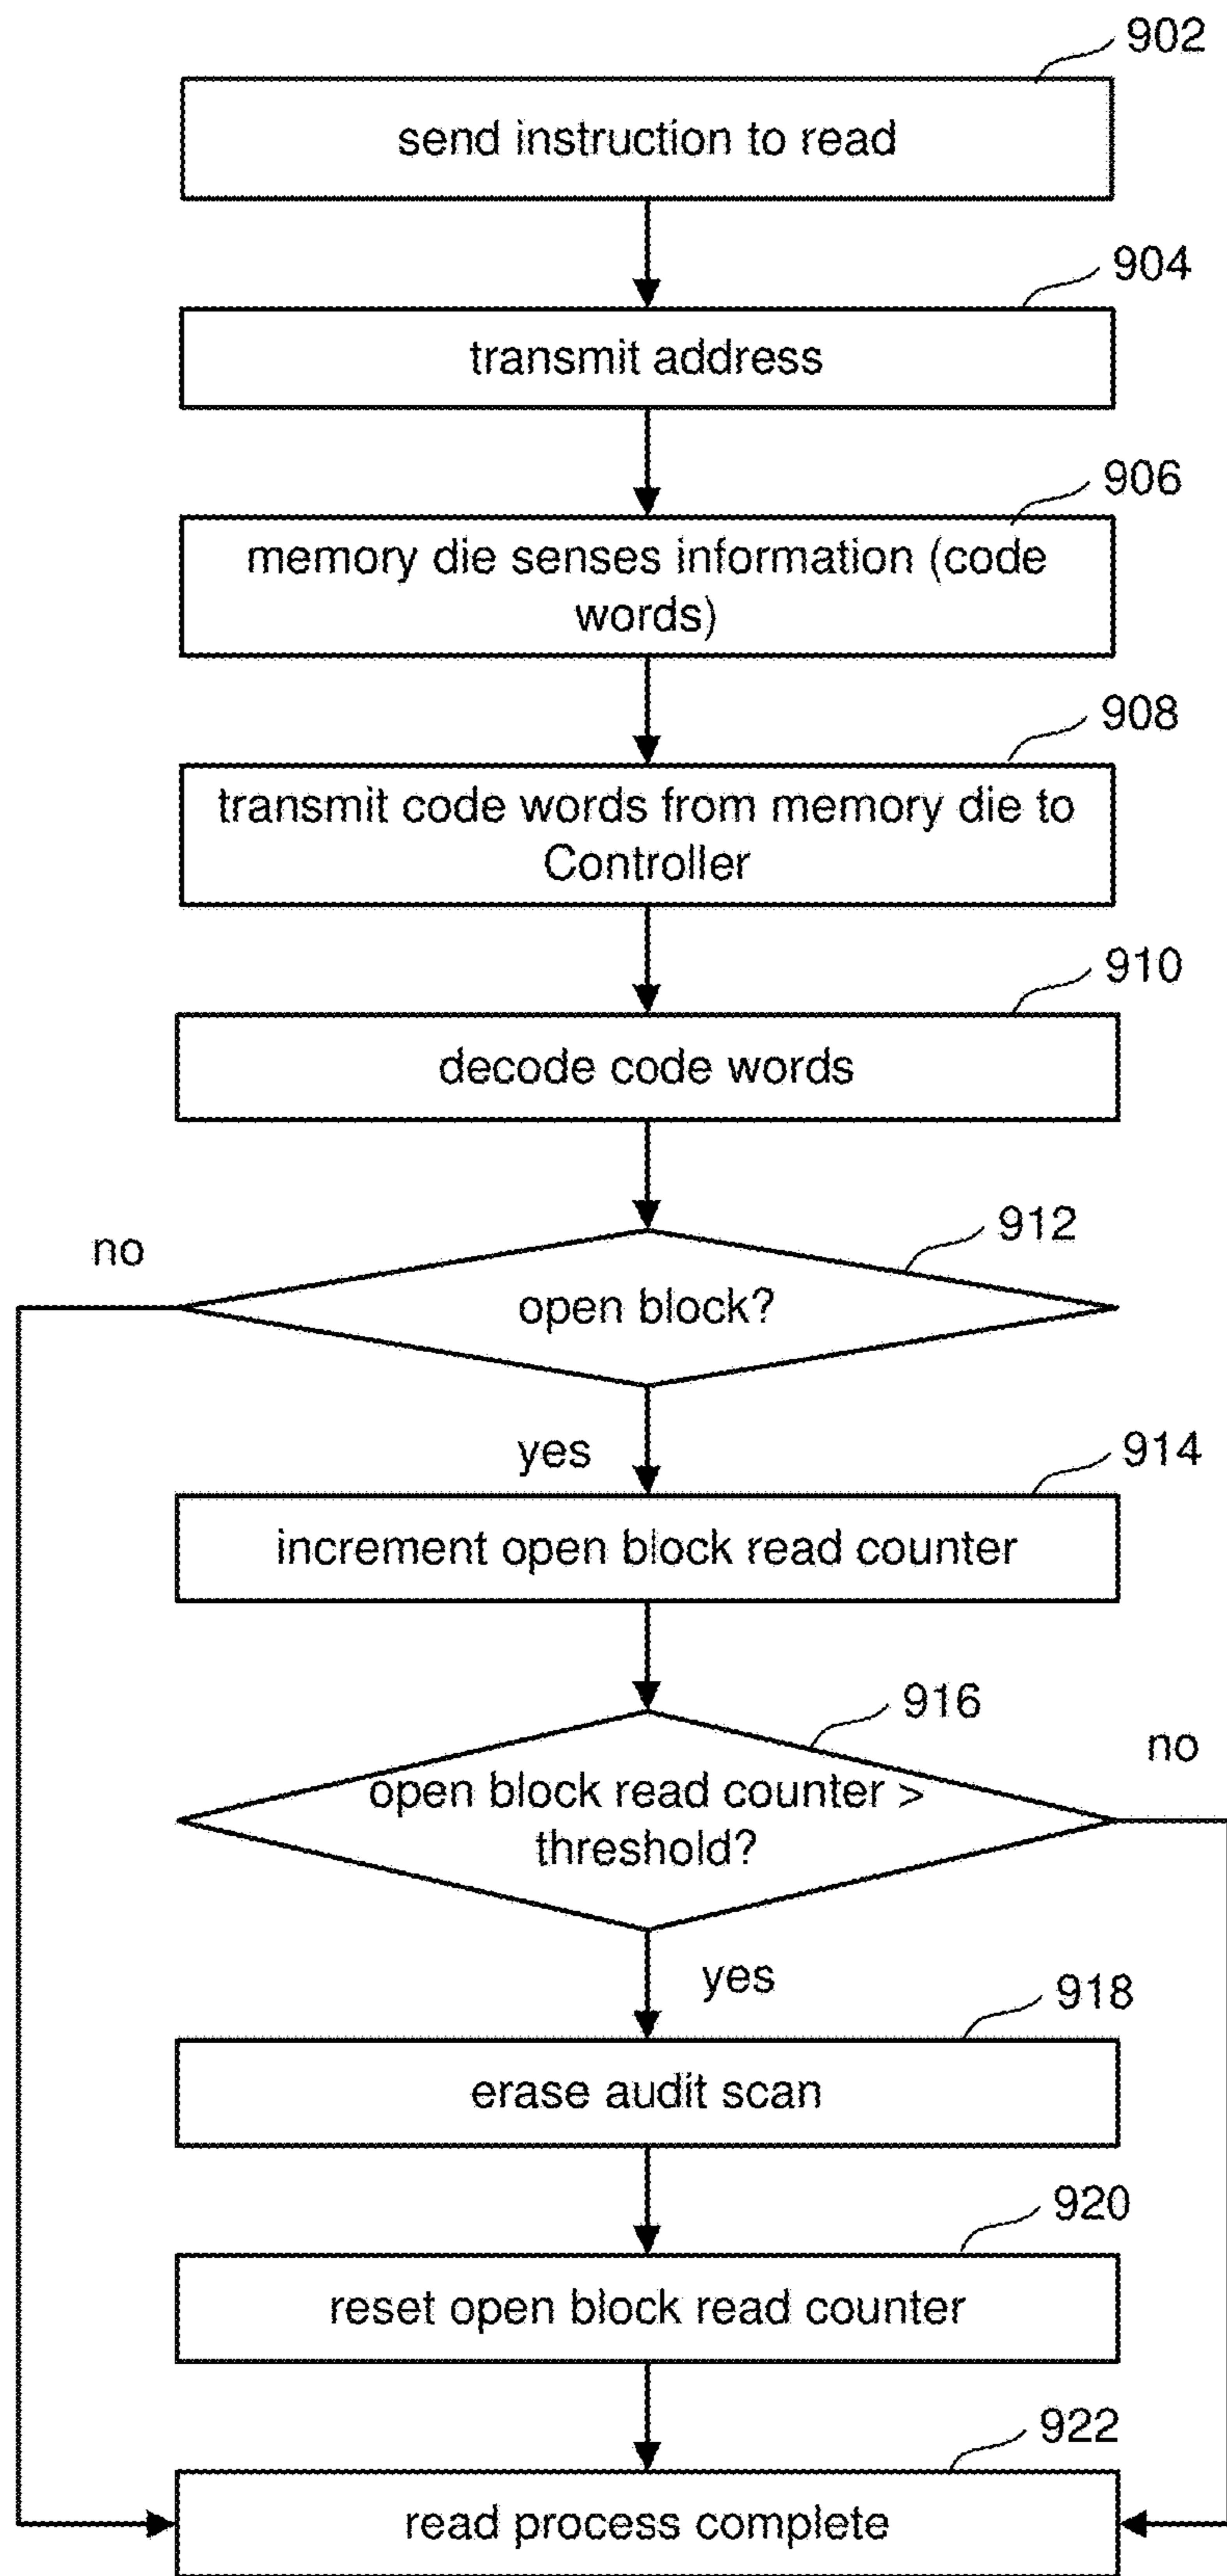 902
send instruction to read
904
transmit address
906
memory die senses information (code
words)
908
transmit code words from memory die to
Controller
910
decode code words
912
no
open block?
yes
914
increment open block read counter
916
no
open block read counter >
threshold?
yes
918
erase audit scan
920
reset open block read counter
922
read process complete